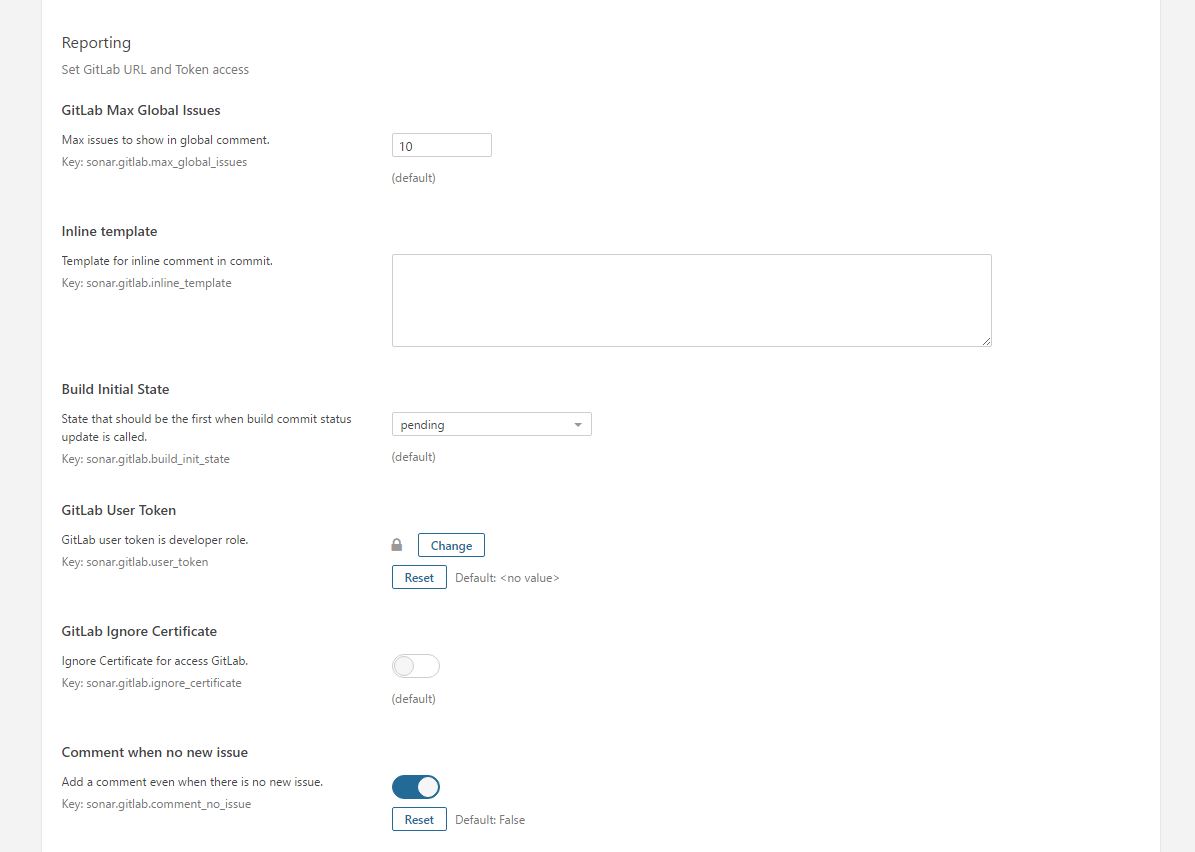 Reporting
Set GitLab URL and Token access
GitLab Max Global Issues
Max issues to show in global comment.
Key: sonar.gitlab.max_global_issues
10
(default)
Inline template
Template for inline comment in commit.
Key: sonar.gitlab.inline_template
Build Initial State
State that should be the first when build commit status
update is called.
Key: sonar.gitlab.build_init_state
pending
(default)
GitLab User Token
GitLab user token is developer role.
Key: sonar.gitlab.user_token
Change
Reset Default: <no value>
GitLab Ignore Certificate
Ignore Certificate for access GitLab.
Key: sonar.gitlab.ignore_certificate
(default)
Comment when no new issue
Add a comment even when there is no new issue.
Key: sonar.gitlab.comment_no_issue
Reset Default: False